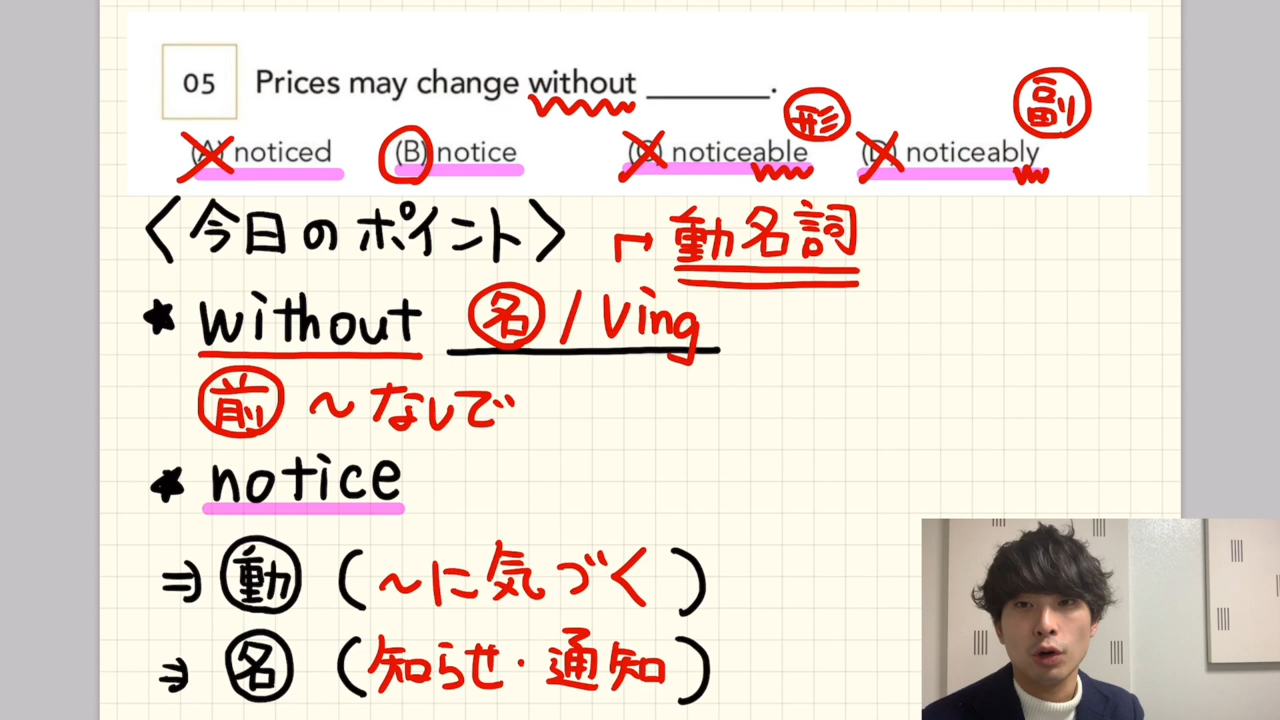 05 Prices may change without ________.
形 副
(A) noticed (B) notice (C) noticeable (D) noticeably
〈今日のポイント〉 動名詞
★ without 名 / Ving
前 ～なしで
★ notice
⇒ 動 (～に気づく)
⇒ 名 (知らせ・通知)